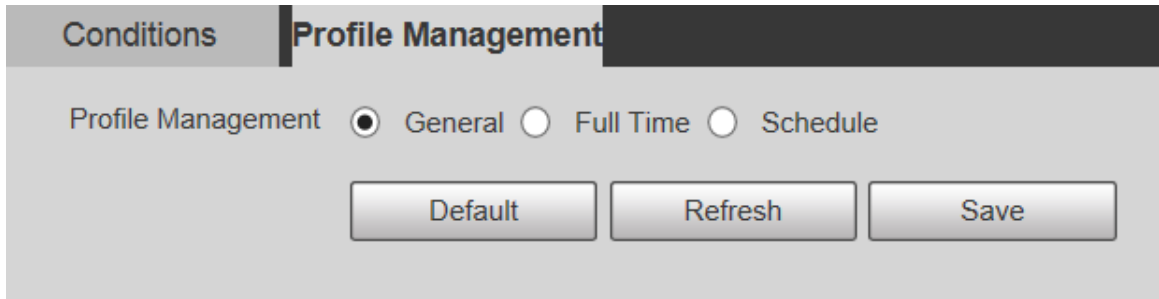 Conditions Profile Management
Profile Management General Full Time Schedule
Default Refresh Save